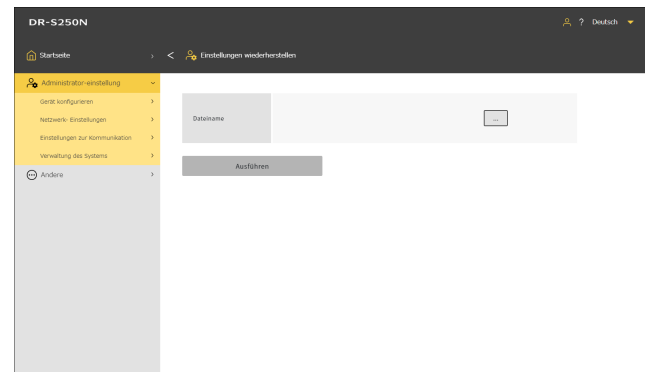 DR-S250N
? Deutsch
Startseite
Einstellungen wiederherstellen
Administrator-einstellung
Gerät konfigurieren
Netzwerk- Einstellungen
Einstellungen zur Kommunikation
Verwaltung des Systems
Andere
Dateiname
...
Ausführen